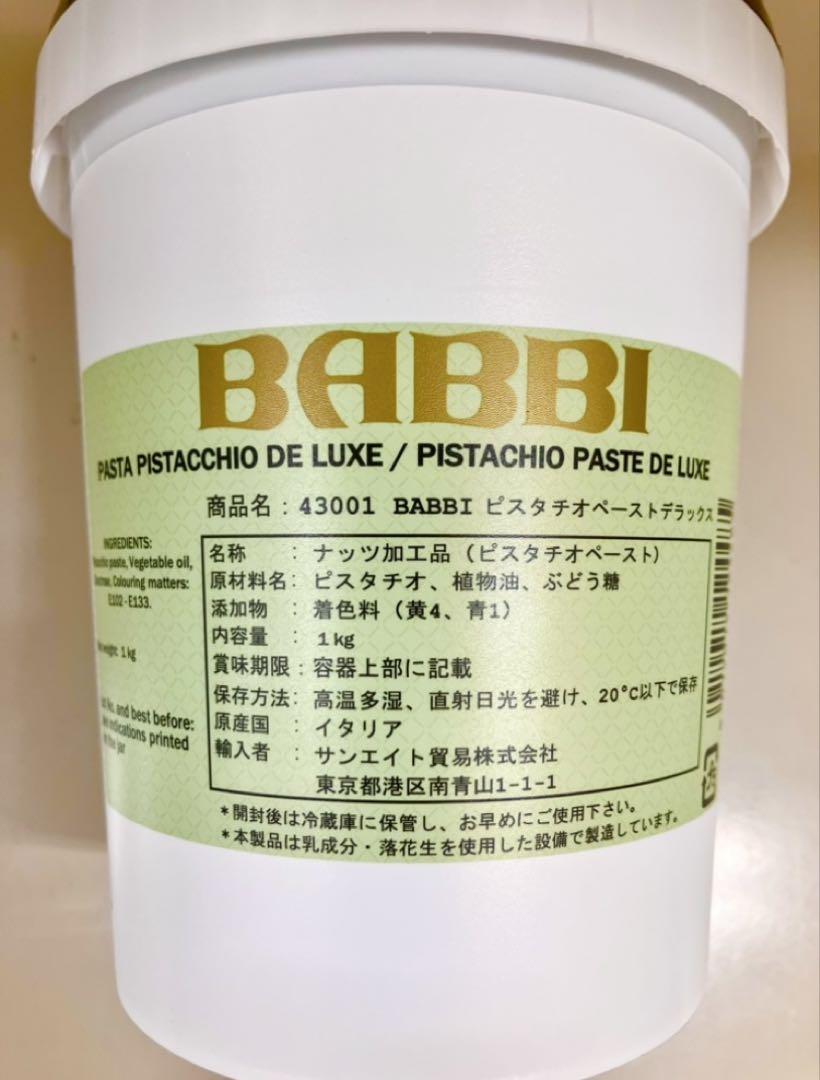 BABBI
PASTA PISTACCHIO DE LUXE / PISTACHIO PASTE DE LUXE
商品名：43001 BABBI ピスタチオペーストデラックス
INGREDIENTS:
paste, Vegetable oil,
Colouring matters:
E102 - E133.
1 kg
and best before:
indications printed
jar
名称 ： ナッツ加工品（ピスタチオペースト）
原材料名： ピスタチオ、植物油、ぶどう糖
添加物 ： 着色料（黄4、青1）
内容量 ： 1kg
賞味期限：容器上部に記載
保存方法： 高温多湿、直射日光を避け、20°C以下で保存
原産国 ： イタリア
輸入者 ： サンエイト貿易株式会社
東京都港区南青山1-1-1
*開封後は冷蔵庫に保管し、お早めにご使用下さい。
*本製品は乳成分・落花生を使用した設備で製造しています。